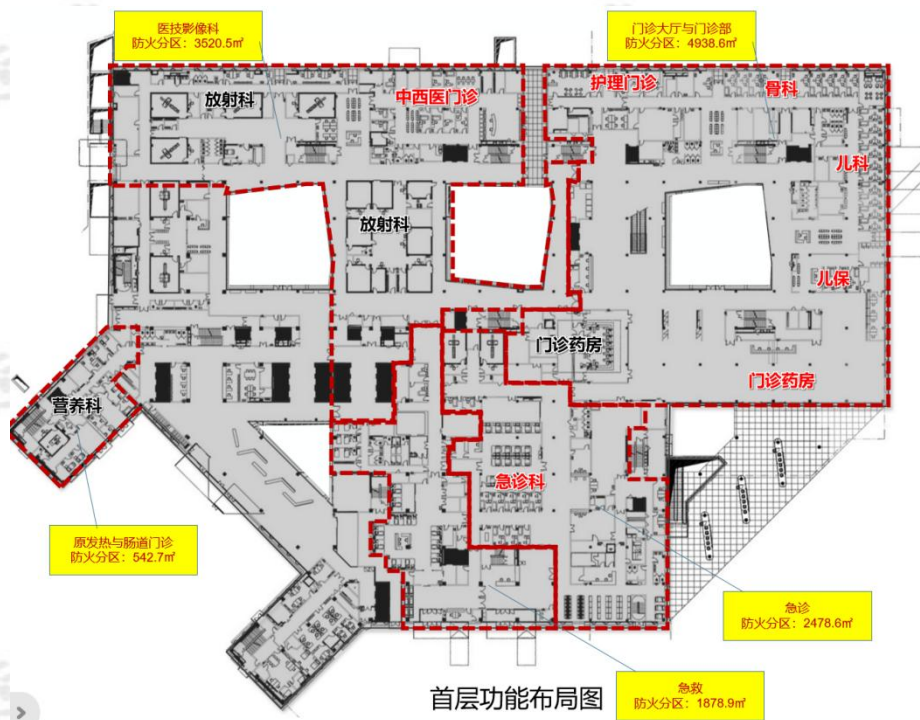 医技影像科
防火分区：3520.5㎡
门诊大厅与门诊部
防火分区：4938.6㎡
放射科
中西医门诊
护理门诊
骨科
儿科
放射科
儿保
门诊药房
门诊药房
营养科
急诊科
原发热与肠道门诊
防火分区：542.7㎡
急诊
防火分区：2478.6㎡
急救
防火分区：1878.9㎡
首层功能布局图